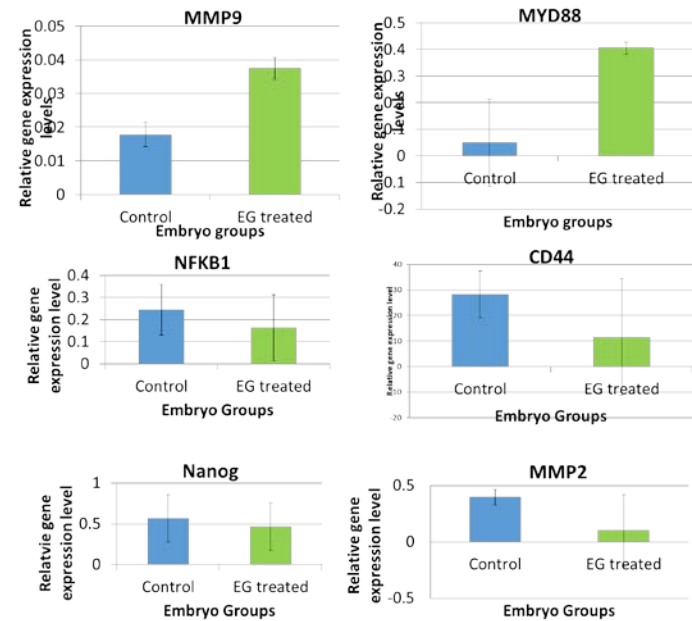 MMP9
Relative gene expression
levels
0.05
0.04
0.03
0.02
0.01
0
Control EG treated
Embryo groups
MYD88
Relative gene expression
levels
0.5
0.4
0.3
0.2
0.1
0
-0.1
-0.2
Control EG treated
Embryo groups
NFKB1
Relative gene
expression level
0.4
0.3
0.2
0.1
0
Control EG treated
Embryo Groups
CD44
Relative gene expression level
40
30
20
10
0
-10
-20
Control EG treated
Embryo Groups
Nanog
Relatvie gene
expression level
1
0.5
0
Control EG treated
Embryo Groups
MMP2
Relative gene
expression level
0.5
0
-0.5
Control EG treated
Embryo Groups